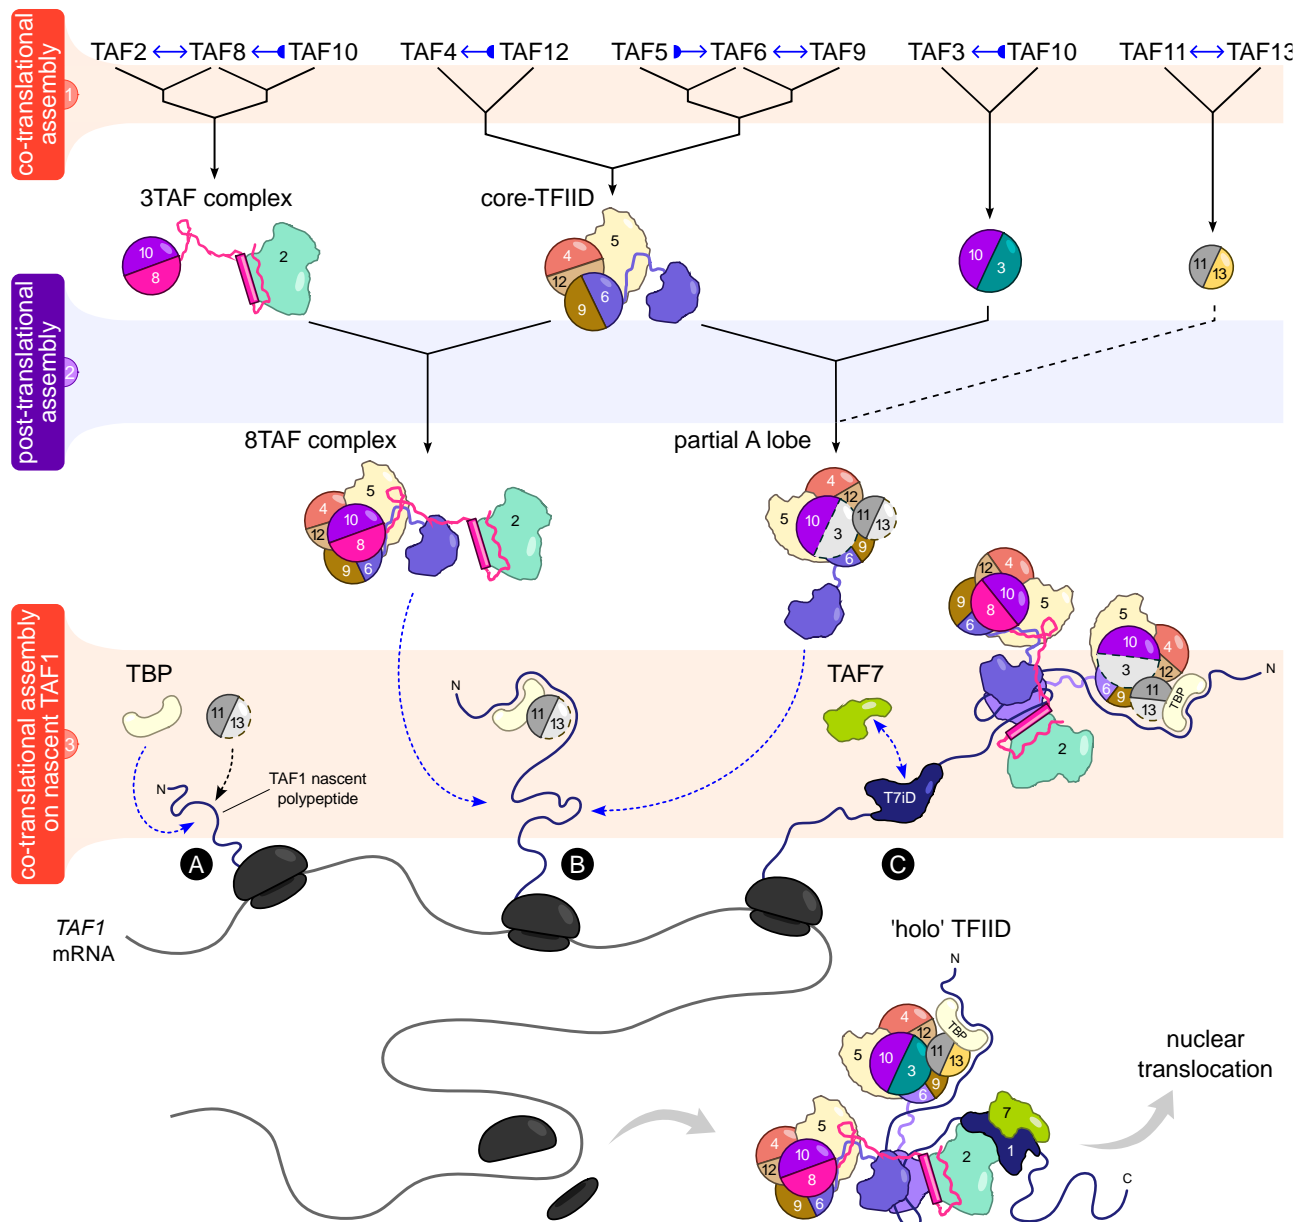 co-translational
assembly
1
TAF2 TAF8 TAF10 TAF4 TAF12 TAF5 TAF6 TAF9 TAF3 TAF10 TAF11 TAF13
3TAF complex
core-TFIID
10
8
2
5
4
12
9
6
10
3
11
13
post-translational
assembly
2
8TAF complex
partial A lobe
5
4
10
12
8
9
6
2
4
12
5
10
3
11
13
9
6
co-translational assembly
on nascent TAF1
3
TBP
11
13
N
TAF1 nascent
polypeptide
A
N
11
13
B
TAF7
T7iD
C
12
4
9
10
8
5
6
2
5
10
4
3
12
11
6
9
13
TBP
N
TAF1
mRNA
'holo' TFIID
N
4
12
TBP
5
10
3
11
13
9
6
5
4
10
12
8
9
6
2
7
1
C
nuclear
translocation